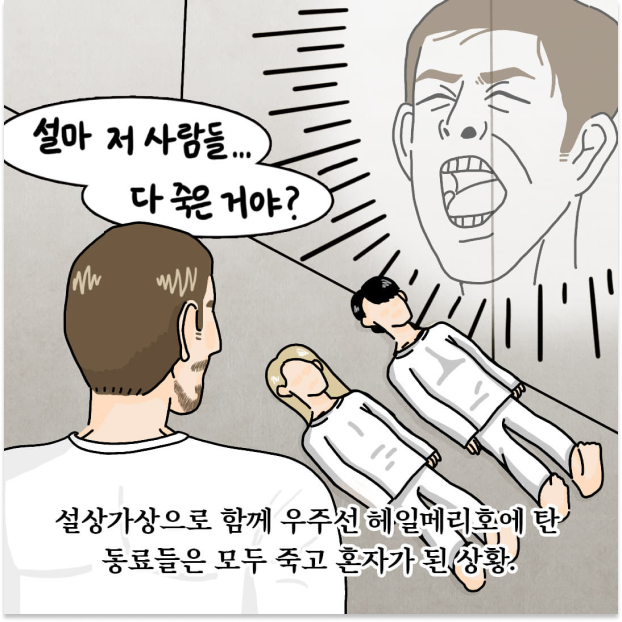 설마 저 사람들...
다 죽은 거야?
설상가상으로 함께 우주선 헤일메리호에 탄
동료들은 모두 죽고 혼자가 된 상황.